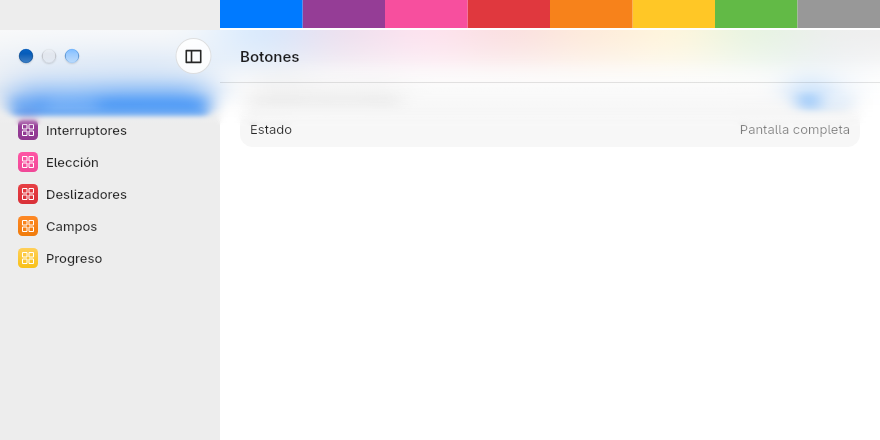 Botones
Interruptores
Elección
Deslizadores
Campos
Progreso
Estado
Pantalla completa